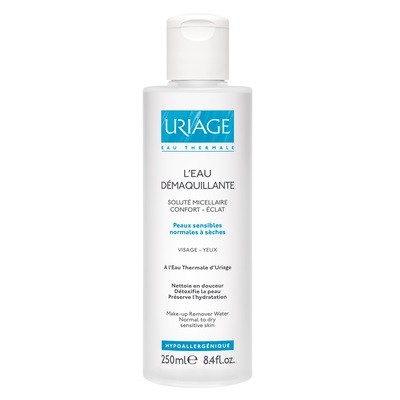 URIAGE
EAU THERMALE
L'EAU
DÉMAQUILLANTE
SOLUTÉ MICELLAIRE
CONFORT - ÉCLAT
Peaux sensibles
normales à sèches
VISAGE - YEUX
A l'Eau Thermale d'Uriage
Nettoie en douceur
Détoxifie la peau
Préserve l'hydratation
Make-up Remover Water
Normal to dry
sensitive skin
HYPOALLERGÉNIQUE
250ml℮ 8.4fl.oz.